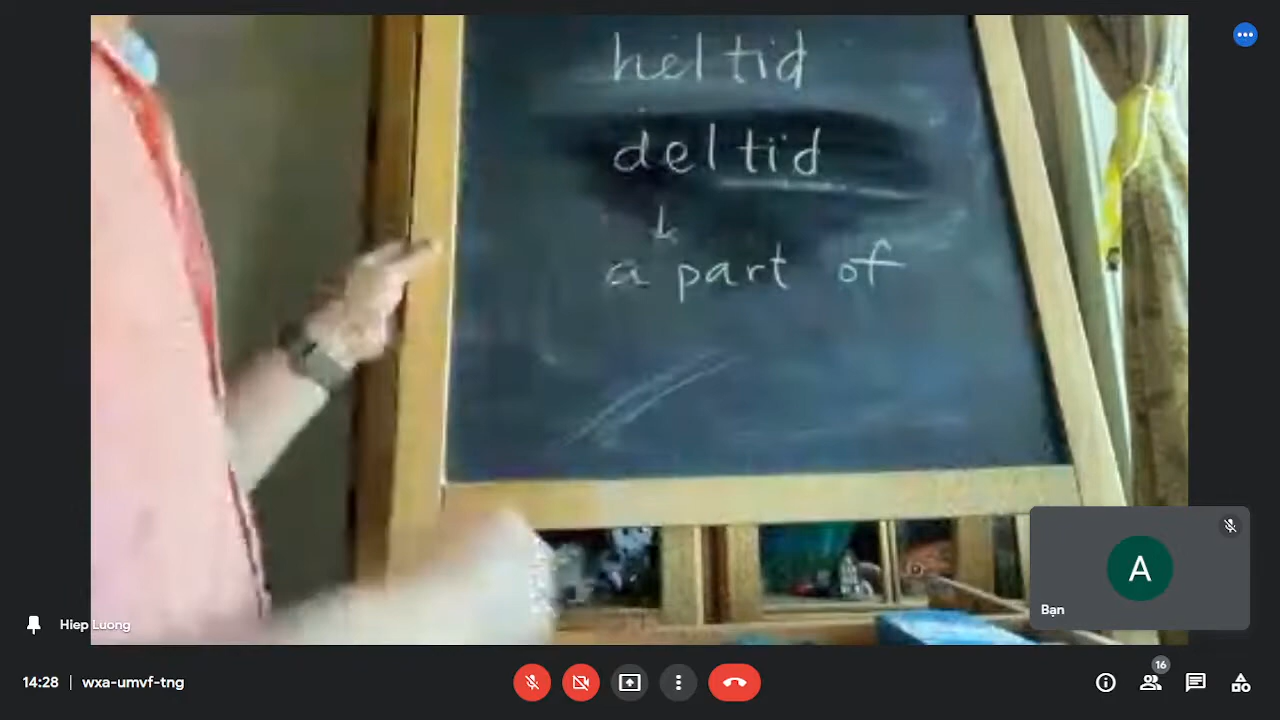 heltid
deltid
a part of
Hiep Luong
A
Bạn
14:28 | wxa-umvf-tng
16